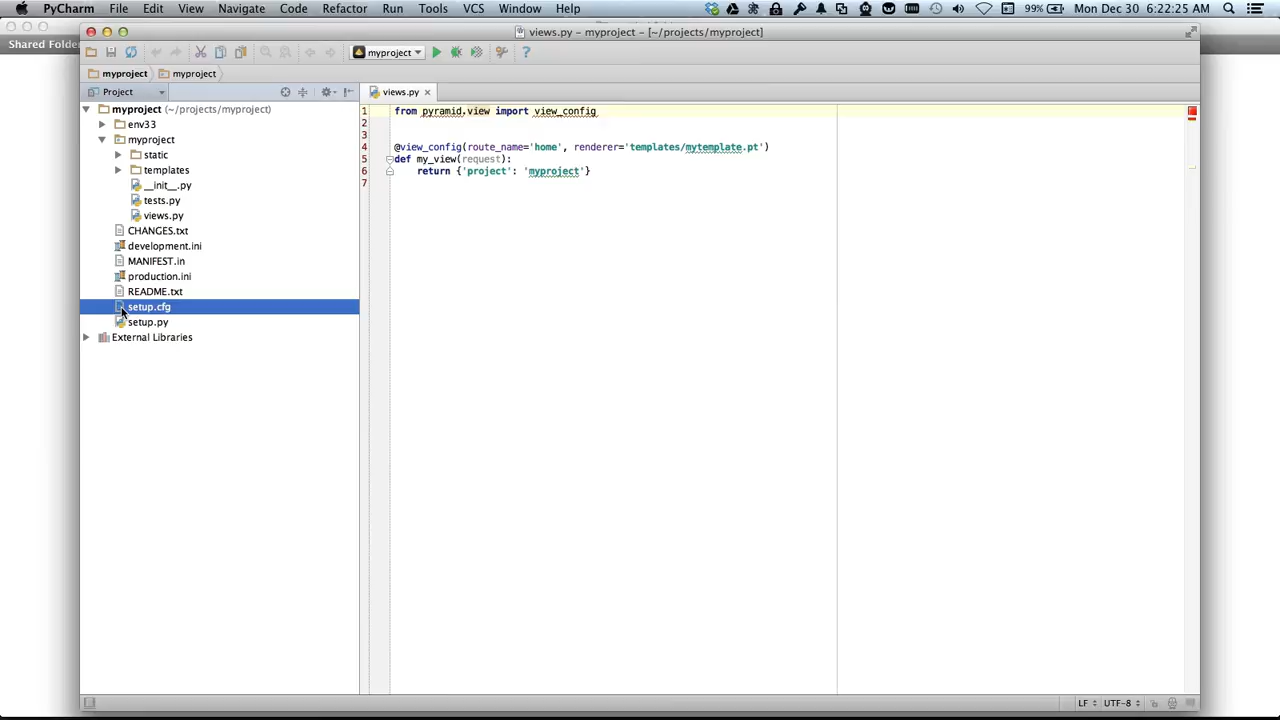 PyCharm File Edit View Navigate Code Refactor Run Tools VCS Window Help 99% Mon Dec 30 6:22:25 AM
views.py – myproject – [~/projects/myproject]
Shared Folde
myproject
myproject myproject
Project
views.py
myproject (~/projects/myproject)
env33
myproject
static
templates
__init__.py
tests.py
views.py
CHANGES.txt
development.ini
MANIFEST.in
production.ini
README.txt
setup.cfg
setup.py
External Libraries
1 from pyramid.view import view_config
2
3
4 @view_config(route_name='home', renderer='templates/mytemplate.pt')
5 def my_view(request):
6 return {'project': 'myproject'}
7
LF UTF-8